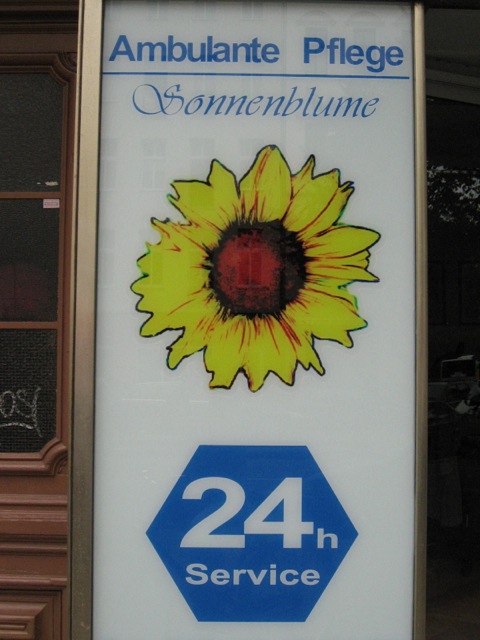 Ambulante Pflege
Sonnenblume
24h
Service